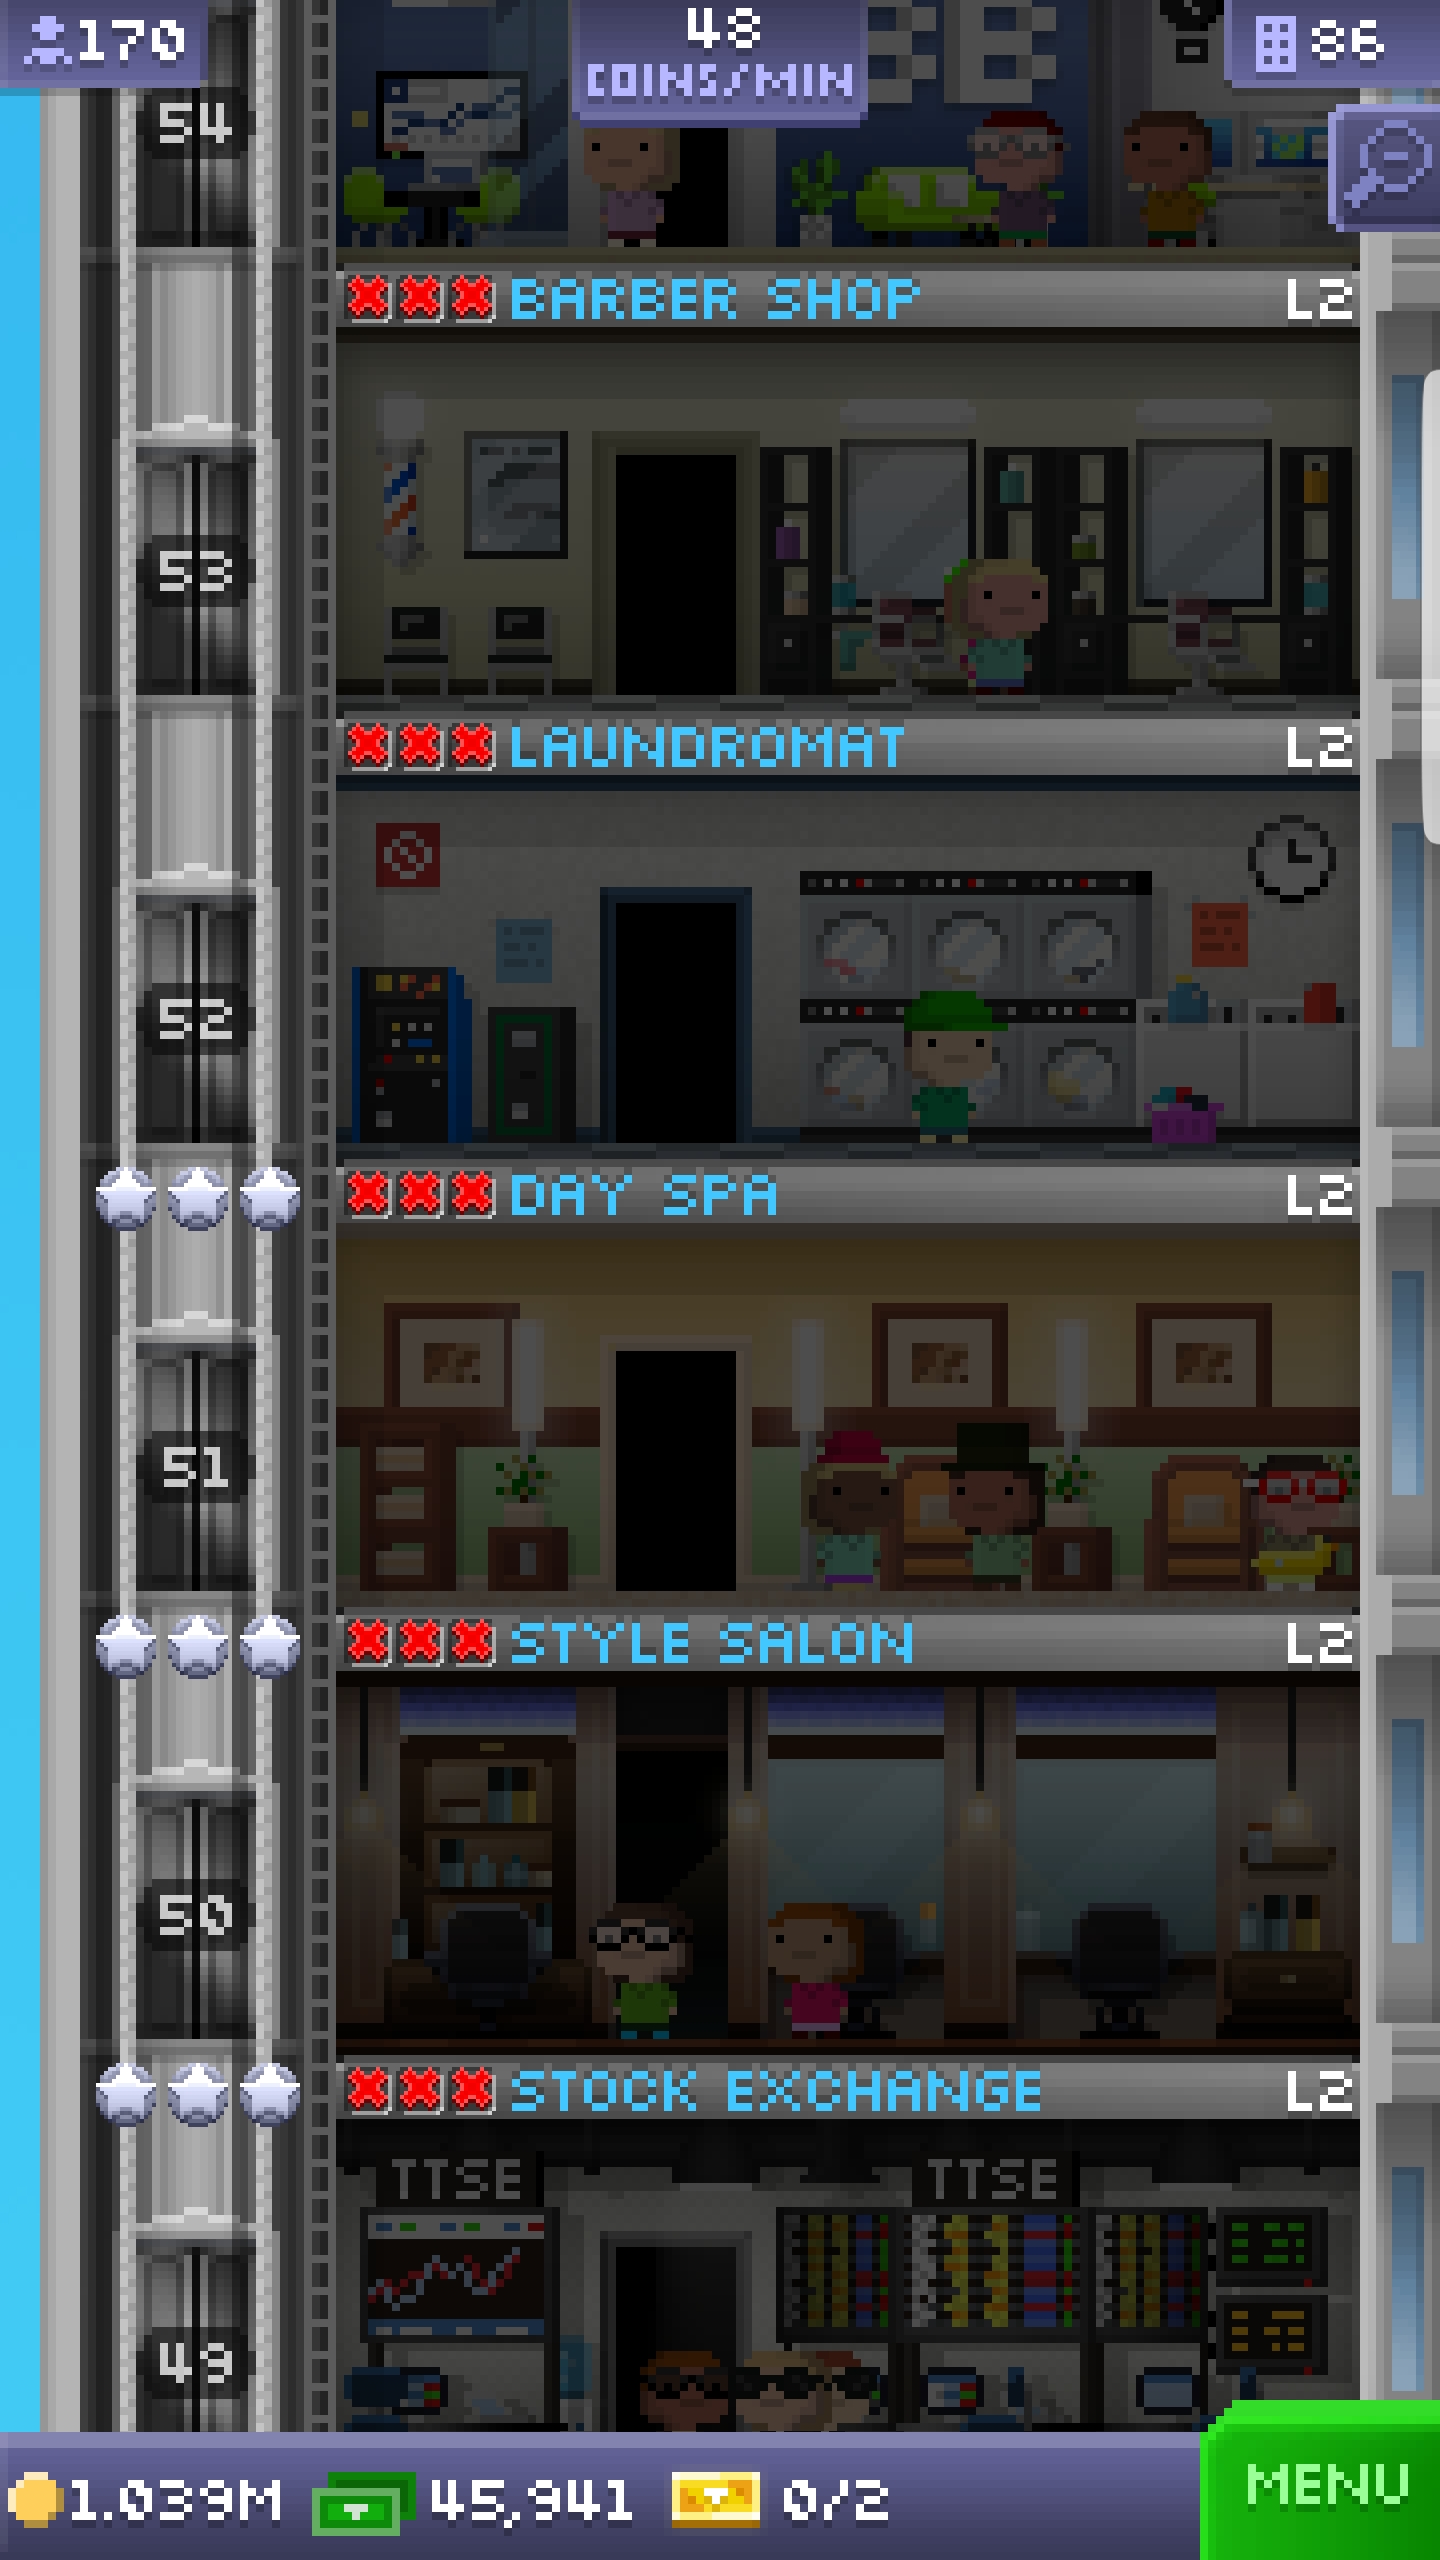 170
48
COINS/MIN
86
54
BARBER SHOP L2
53
LAUNDROMAT L2
52
DAY SPA L2
51
STYLE SALON L2
50
STOCK EXCHANGE L2
TTSE TTSE
49
1.039M 45,941 0/2 MENU